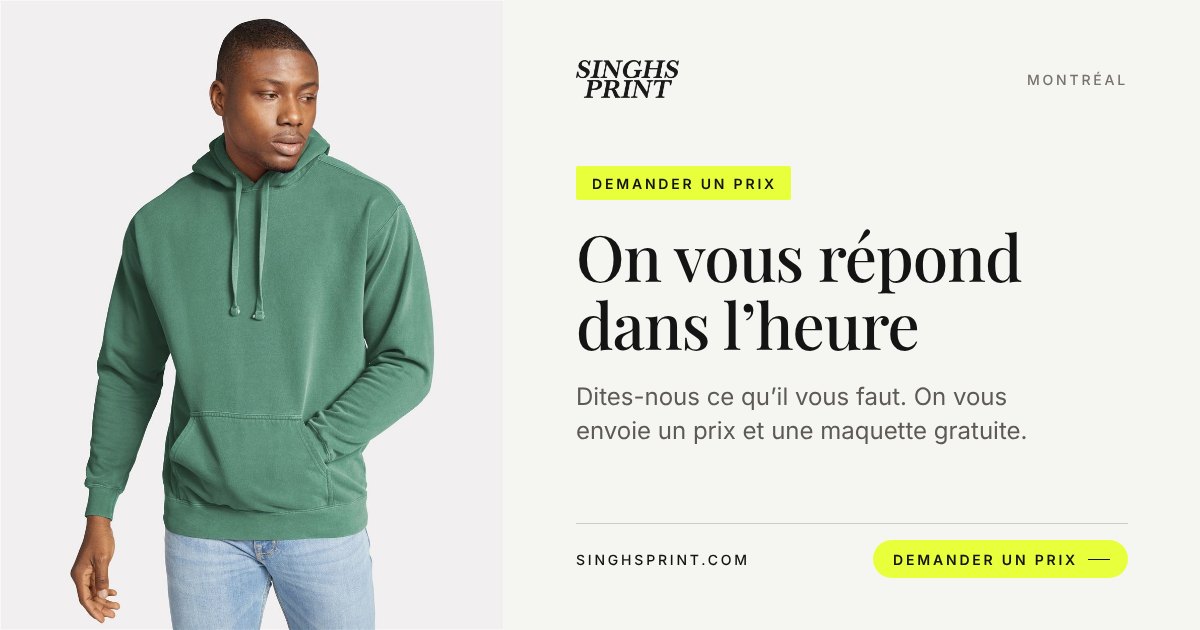 SINGHS
PRINT
MONTRÉAL
DEMANDER UN PRIX
On vous répond
dans l’heure
Dites-nous ce qu’il vous faut. On vous
envoie un prix et une maquette gratuite.
SINGHSPRINT.COM
DEMANDER UN PRIX —